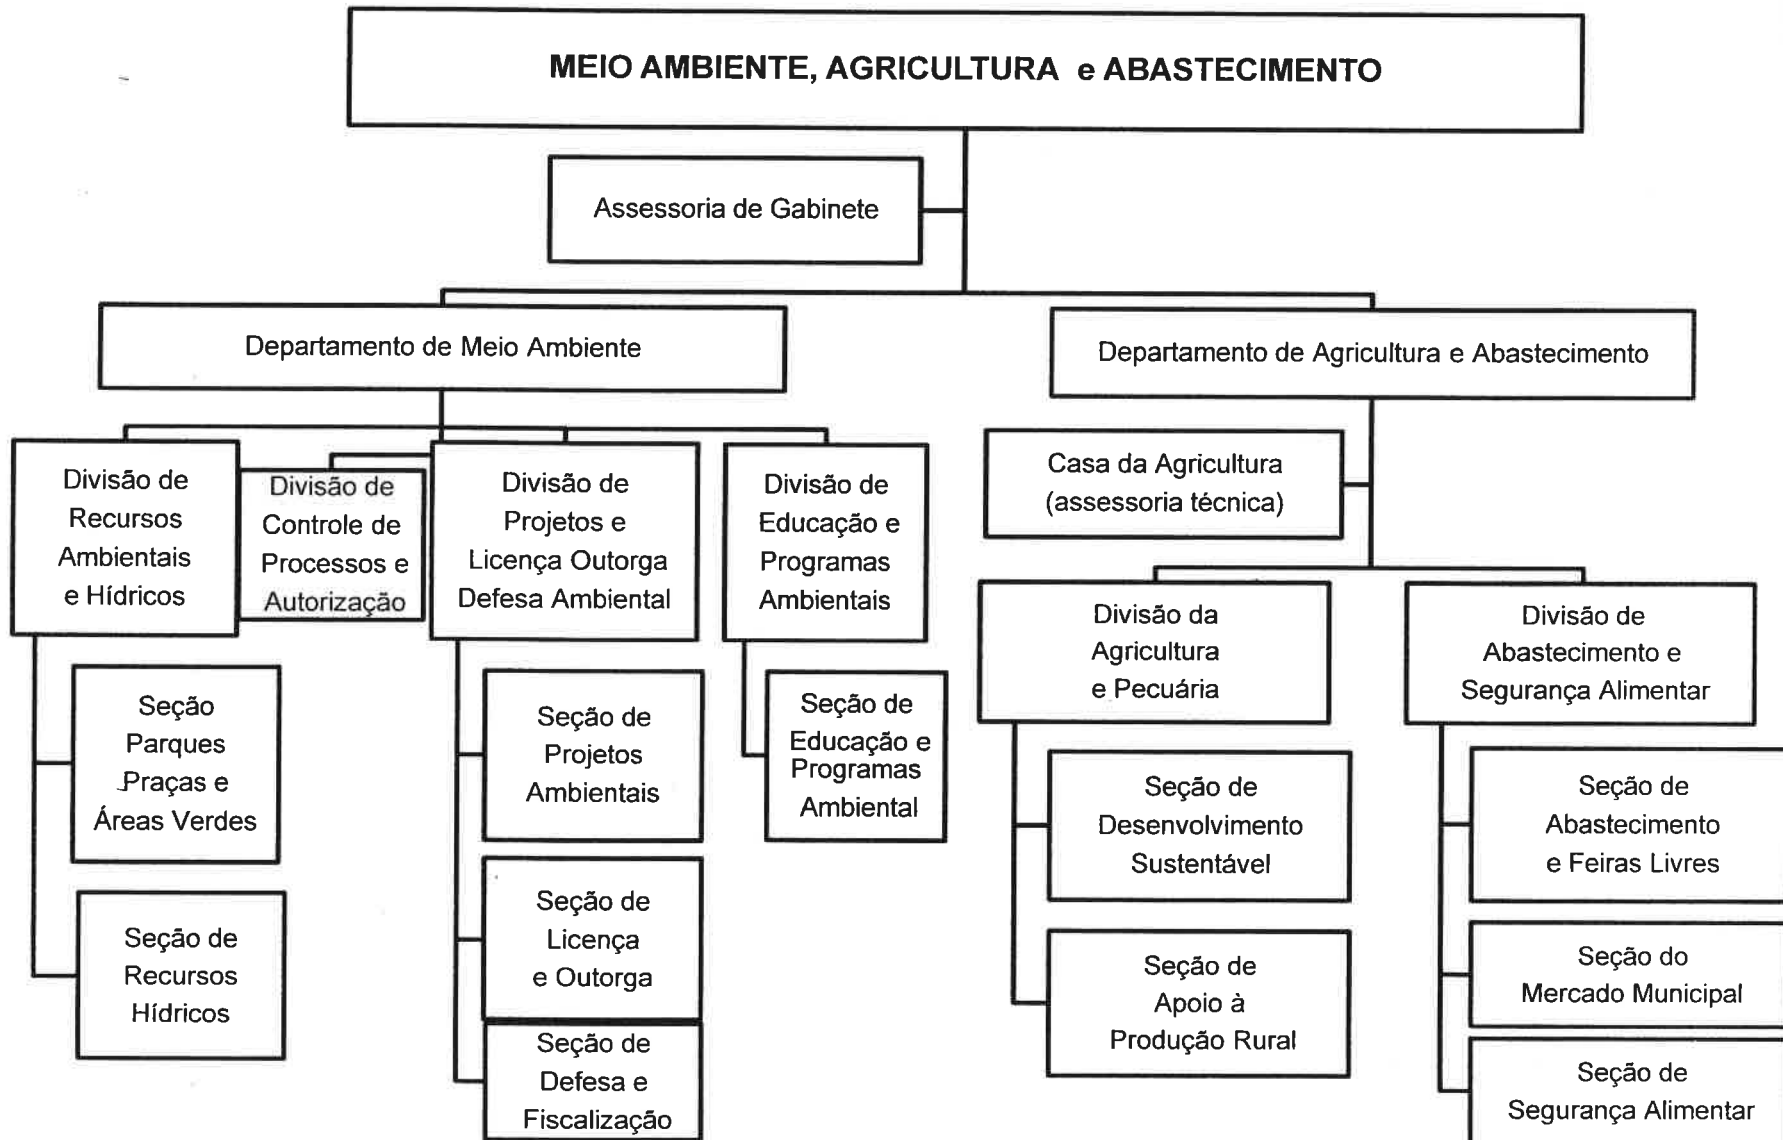 MEIO AMBIENTE, AGRICULTURA e ABASTECIMENTO
Assessoria de Gabinete
Departamento de Meio Ambiente
Departamento de Agricultura e Abastecimento
Divisão de
Recursos
Ambientais
e Hídricos
Divisão de
Controle de
Processos e
Autorização
Divisão de
Projetos e
Licença Outorga
Defesa Ambiental
Divisão de
Educação e
Programas
Ambientais
Casa da Agricultura
(assessoria técnica)
Divisão da
Agricultura
e Pecuária
Divisão de
Abastecimento e
Segurança Alimentar
Seção
Parques
Praças e
Áreas Verdes
Seção de
Recursos
Hídricos
Seção de
Projetos
Ambientais
Seção de
Licença
e Outorga
Seção de
Defesa e
Fiscalização
Seção de
Educação e
Programas
Ambiental
Seção de
Desenvolvimento
Sustentável
Seção de
Apoio à
Produção Rural
Seção de
Abastecimento
e Feiras Livres
Seção do
Mercado Municipal
Seção de
Segurança Alimentar